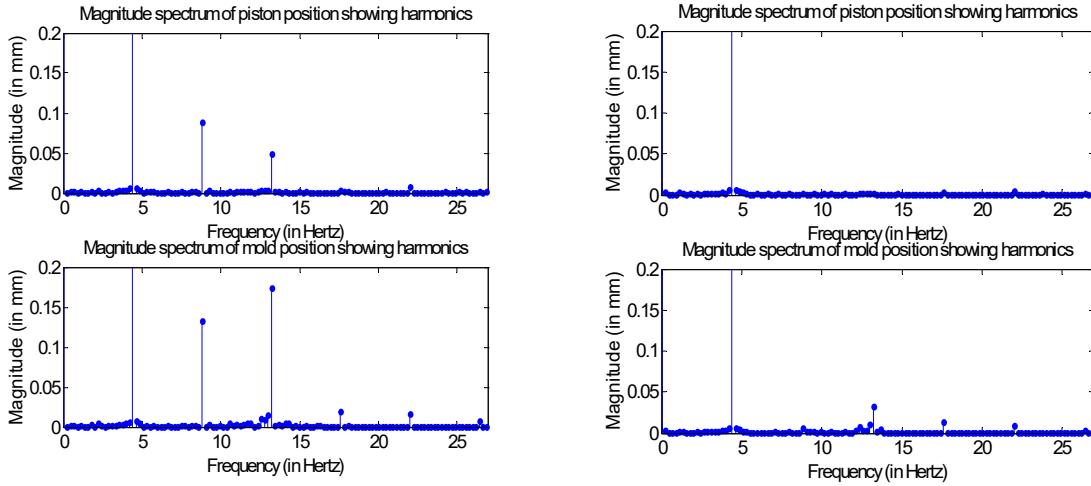 Magnitude spectrum of piston position showing harmonics
0.2
0.15
0.1
0.05
0
Magnitude (in mm)
0 5 10 15 20 25
Frequency (in Hertz)
Magnitude spectrum of mold position showing harmonics
0.2
0.15
0.1
0.05
0
Magnitude (in mm)
0 5 10 15 20 25
Frequency (in Hertz)
Magnitude spectrum of piston position showing harmonics
0.2
0.15
0.1
0.05
0
Magnitude (in mm)
0 5 10 15 20 25
Frequency (in Hertz)
Magnitude spectrum of mold position showing harmonics
0.2
0.15
0.1
0.05
0
Magnitude (in mm)
0 5 10 15 20 25
Frequency (in Hertz)